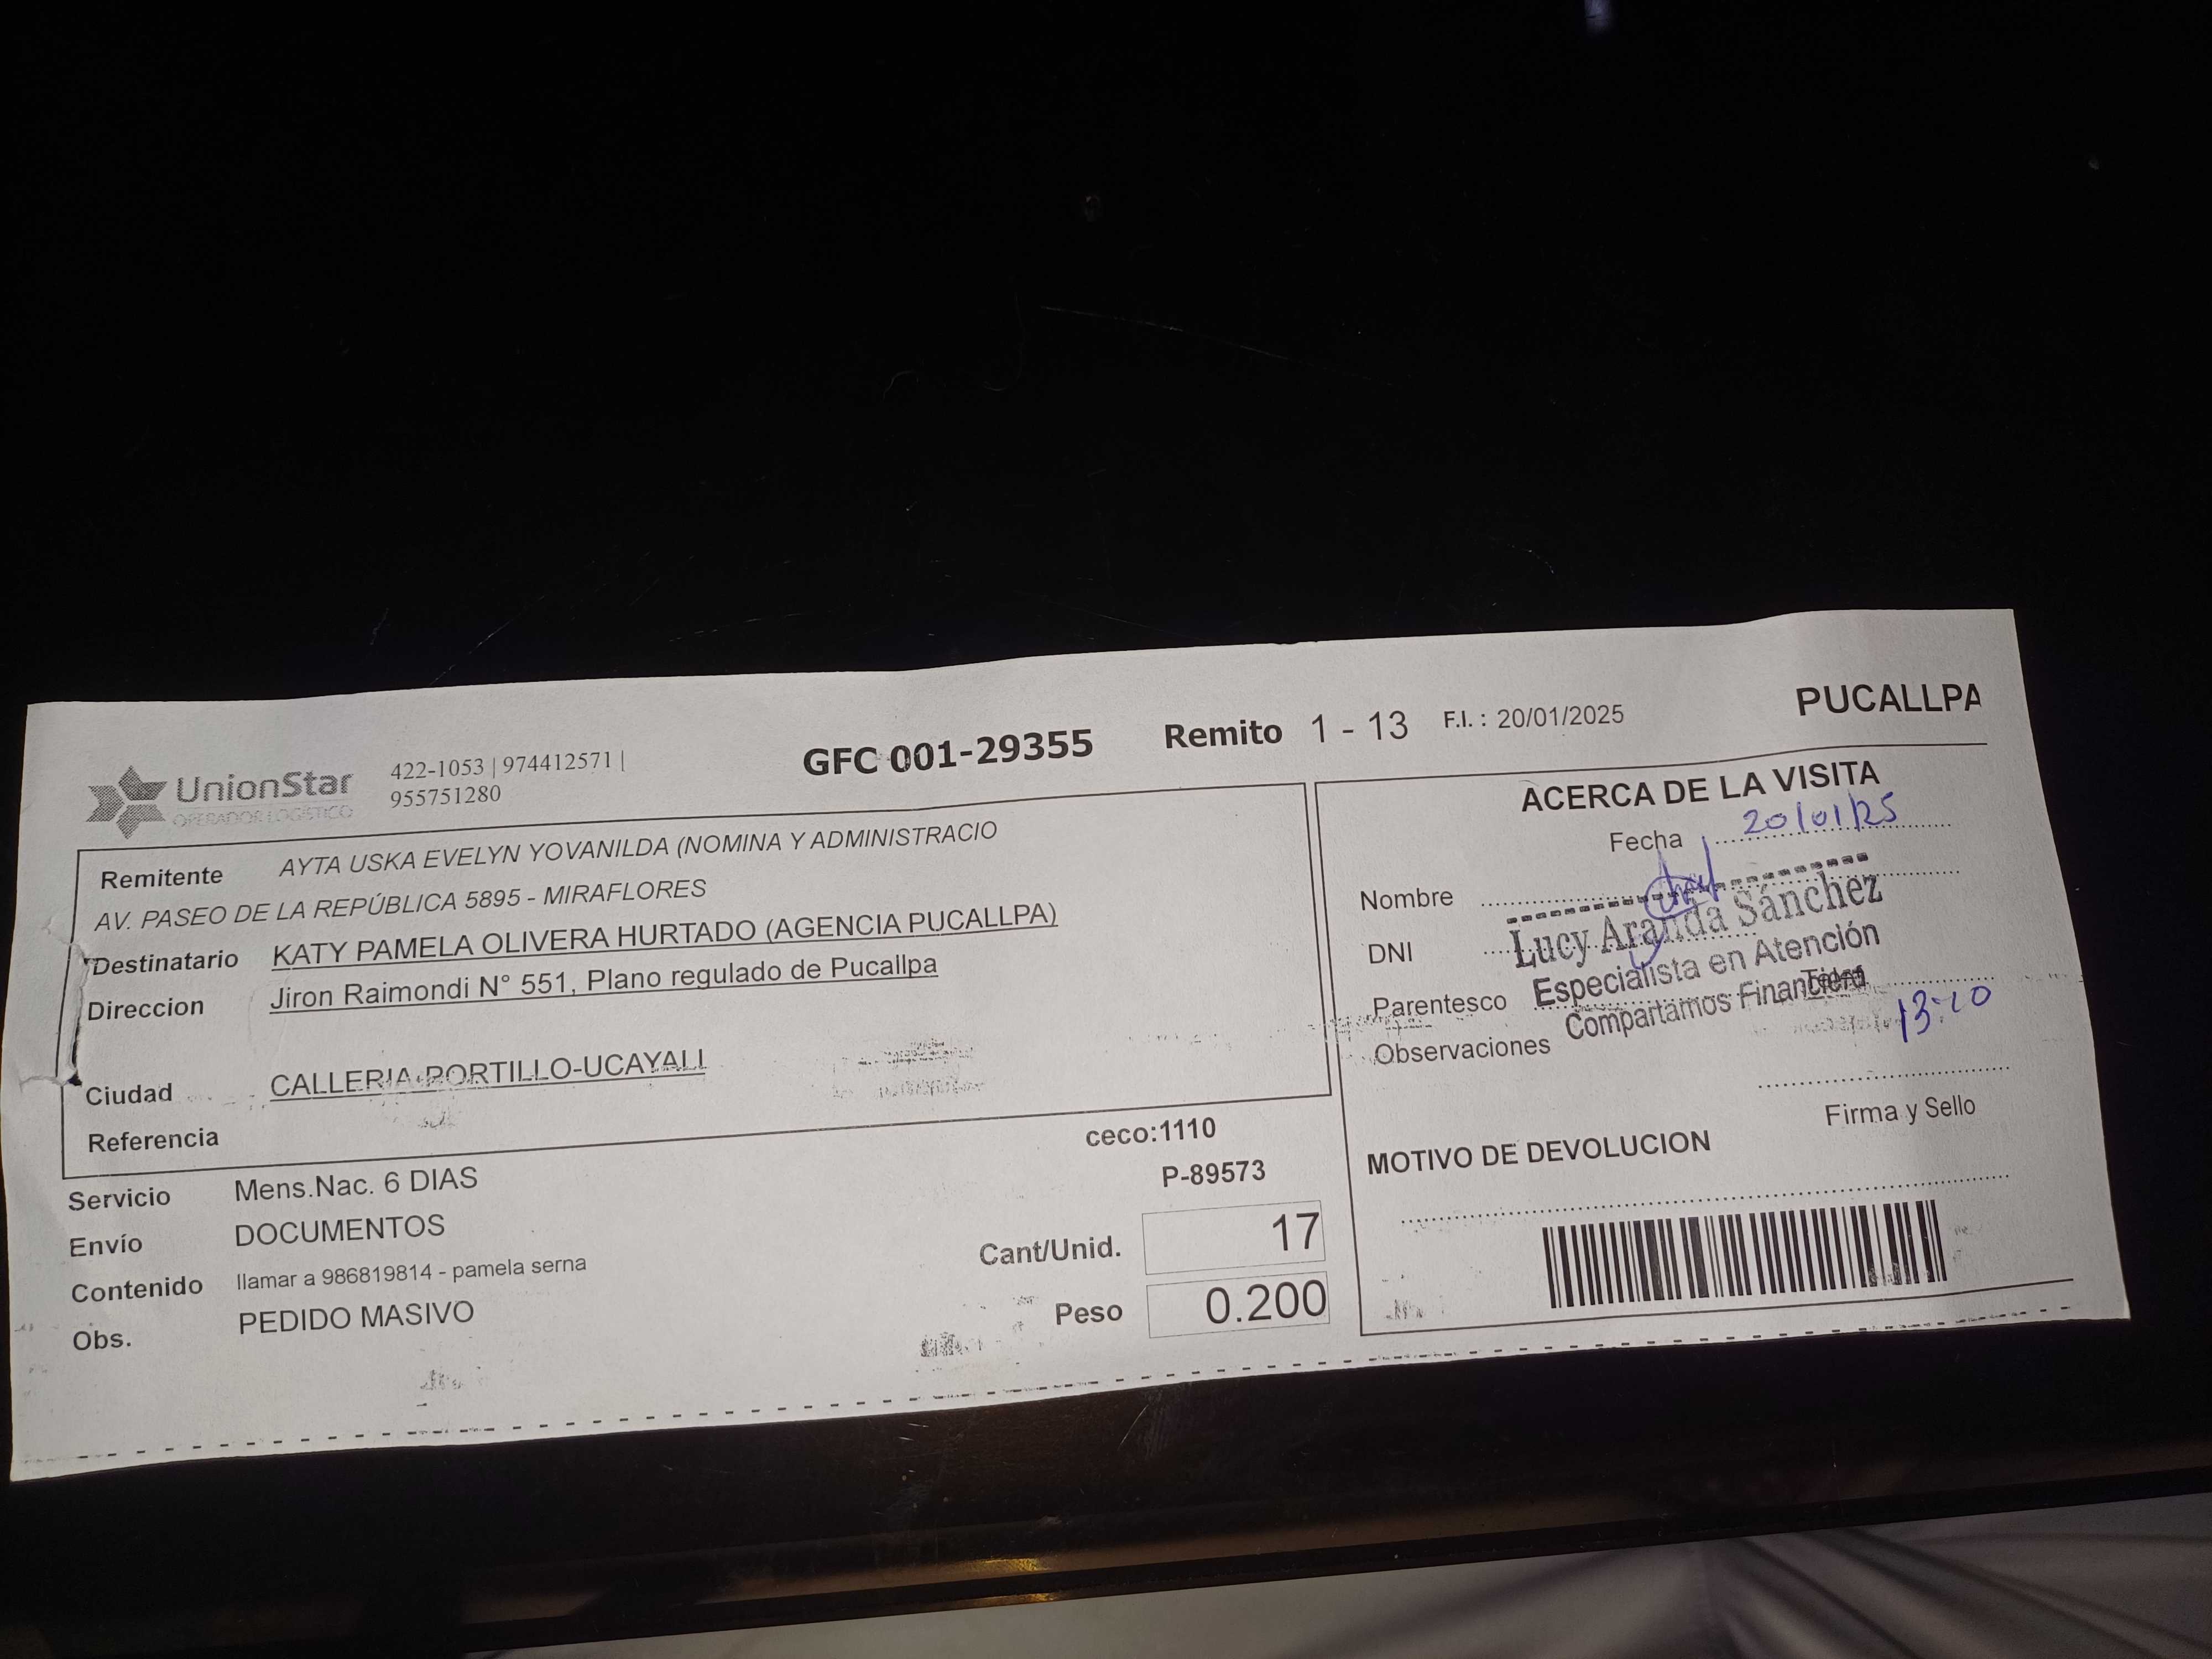 UnionStar
OPERADOR LOGÍSTICO
422-1053 | 974412571 |
955751280
GFC 001-29355
Remito 1 - 13
F.I. : 20/01/2025
PUCALLPA
Remitente AYTA USKA EVELYN YOVANILDA (NOMINA Y ADMINISTRACIO
AV. PASEO DE LA REPÚBLICA 5895 - MIRAFLORES
Destinatario KATY PAMELA OLIVERA HURTADO (AGENCIA PUCALLPA)
Direccion Jiron Raimondi N° 551, Plano regulado de Pucallpa
Ciudad CALLERIA-PORTILLO-UCAYALI
Referencia
ceco:1110
Servicio Mens.Nac. 6 DIAS
P-89573
Envío DOCUMENTOS
Cant/Unid. 17
Contenido llamar a 986819814 - pamela serna
Peso 0.200
Obs. PEDIDO MASIVO
ACERCA DE LA VISITA
Fecha 20/01/25
Nombre
Lucy Aranda Sánchez
DNI
Especialista en Atención
Parentesco
Compartamos Financiera
Observaciones
13:10
Firma y Sello
MOTIVO DE DEVOLUCION